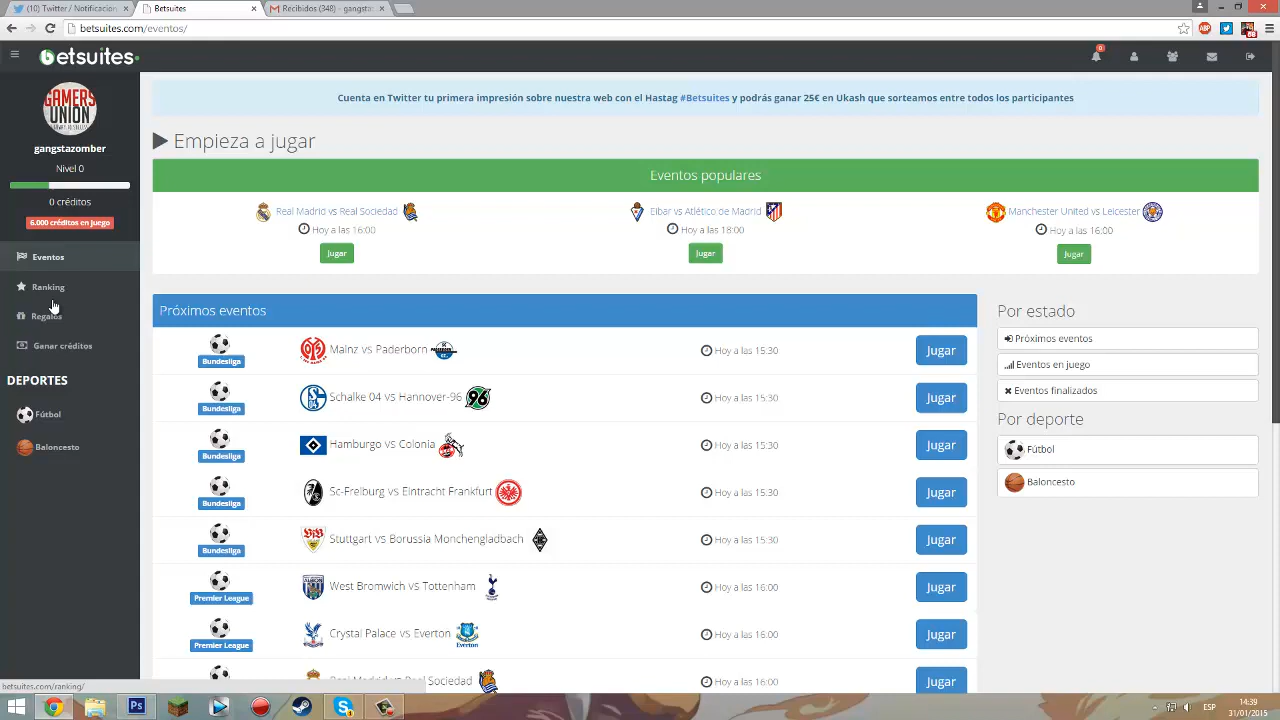 (10) Twitter / Notificacion
Betsuites
Recibidos (348) - gangsta
betsuites.com/eventos/
ABP
58
betsuites.
0
GAMERS
UNION
gangstazomber
Nivel 0
0 créditos
6.000 créditos en juego
Eventos
Ranking
Regalos
Ganar créditos
DEPORTES
Fútbol
Baloncesto
Cuenta en Twitter tu primera impresión sobre nuestra web con el Hastag #Betsuites y podrás ganar 25€ en Ukash que sorteamos entre todos los participantes
Empieza a jugar
Eventos populares
Real Madrid vs Real Sociedad
Hoy a las 16:00
Jugar
Eibar vs Atlético de Madrid
Hoy a las 18:00
Jugar
Manchester United vs Leicester
Hoy a las 16:00
Jugar
Próximos eventos
Bundesliga
Mainz vs Paderborn
Hoy a las 15:30
Jugar
Bundesliga
Schalke 04 vs Hannover-96
Hoy a las 15:30
Jugar
Bundesliga
Hamburgo vs Colonia
Hoy a las 15:30
Jugar
Bundesliga
Sc-Freiburg vs Eintracht Frankfurt
Hoy a las 15:30
Jugar
Bundesliga
Stuttgart vs Borussia Monchengladbach
Hoy a las 15:30
Jugar
Premier League
West Bromwich vs Tottenham
Hoy a las 16:00
Jugar
Premier League
Crystal Palace vs Everton
Everton
Hoy a las 16:00
Jugar
Real Madrid vs Real Sociedad
Hoy a las 16:00
Jugar
Por estado
Próximos eventos
Eventos en juego
Eventos finalizados
Por deporte
Fútbol
Baloncesto
betsuites.com/ranking/
Ps
ESP
14:39
31/01/2015